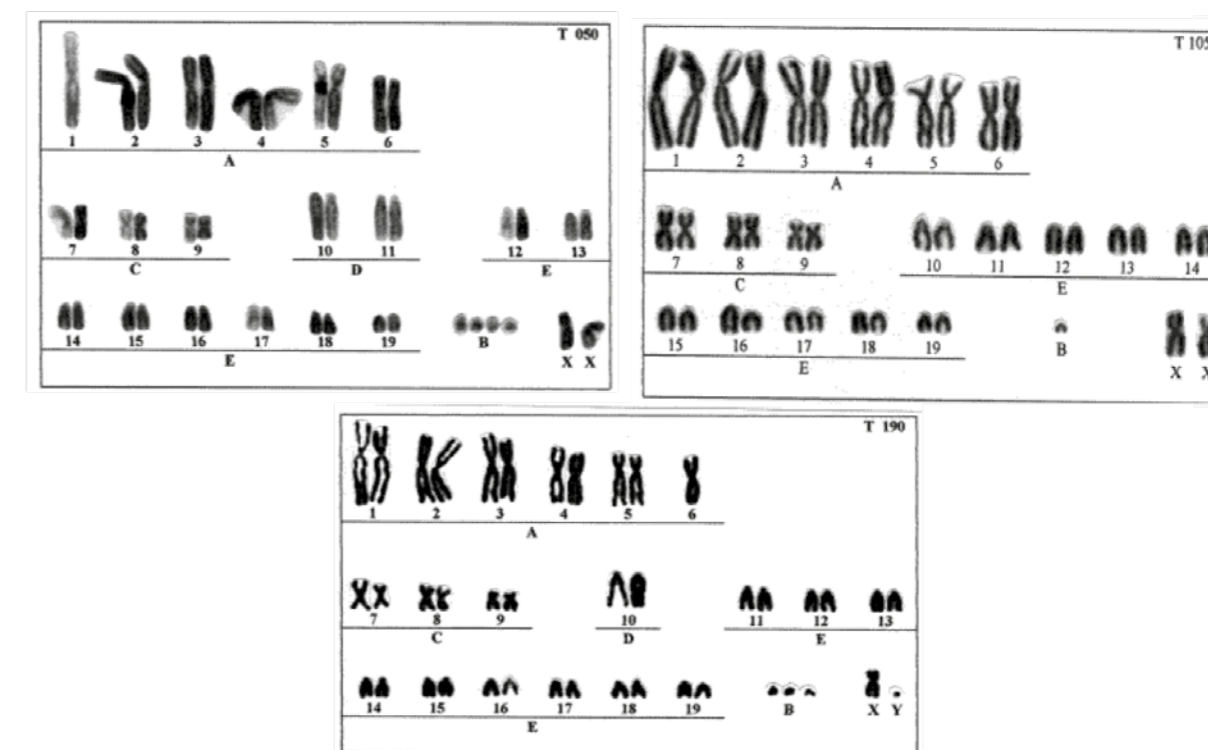 T 050
1 2 3 4 5 6
A
7 8 9 10 11 12 13
C D E
14 15 16 17 18 19 B
E X X
T 105
1 2 3 4 5 6
A
7 8 9 10 11 12 13 14
C E
15 16 17 18 19 B
E X X
T 190
1 2 3 4 5 6
A
7 8 9 10 11 12 13
C D E
14 15 16 17 18 19 B X Y
E